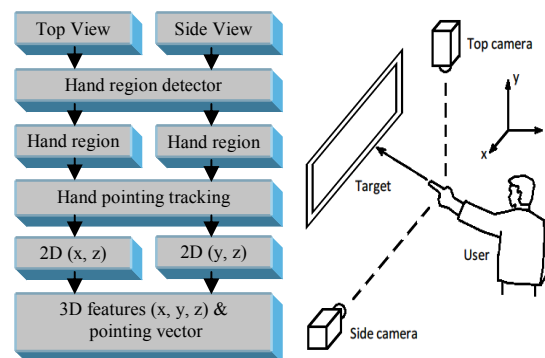 Top View
Side View
Hand region detector
Hand region
Hand region
Hand pointing tracking
2D (x, z)
2D (y, z)
3D features (x, y, z) &
pointing vector
Top camera
y
x
Target
User
Side camera